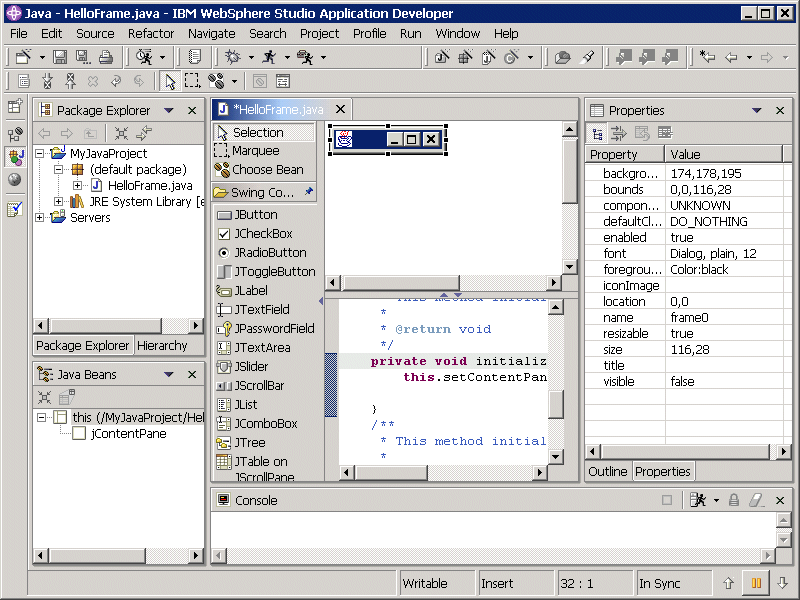 Java - HelloFrame.java - IBM WebSphere Studio Application Developer
File Edit Source Refactor Navigate Search Project Profile Run Window Help
Package Explorer
MyJavaProject
(default package)
HelloFrame.java
JRE System Library [e
Servers
Package Explorer Hierarchy
Java Beans
this (/MyJavaProject/Hel
jContentPane
*HelloFrame.java
Selection
Marquee
Choose Bean
Swing Co...
JButton
JCheckBox
JRadioButton
JToggleButton
JLabel
JTextField
JPasswordField
JTextArea
JSlider
JScrollBar
JList
JComboBox
JTree
JTable on
JScrollPane
* This method initial
*
* @return void
*/
private void initializ
this.setContentPan
}
/**
* This method initial
*
Properties
Property Value
backgro... 174,178,195
bounds 0,0,116,28
compon... UNKNOWN
defaultCl... DO_NOTHING
enabled true
font Dialog, plain, 12
foregrou... Color:black
iconImage
location 0,0
name frame0
resizable true
size 116,28
title
visible false
Outline Properties
Console
Writable Insert 32 : 1 In Sync